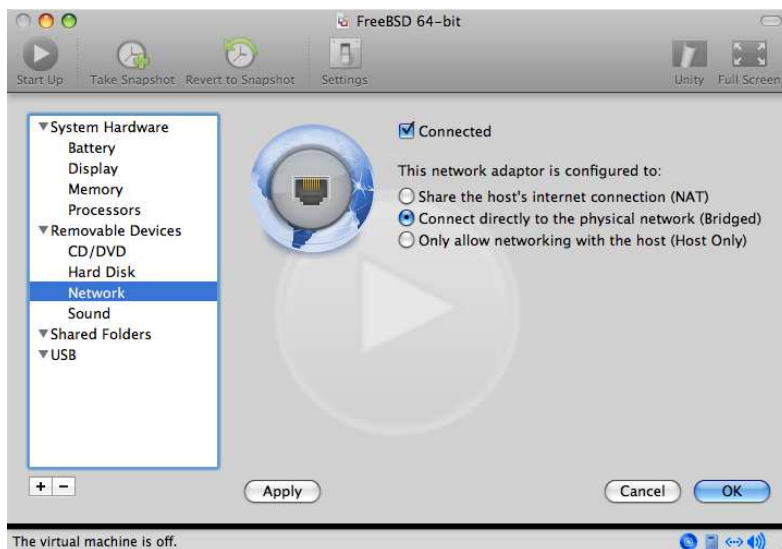 FreeBSD 64-bit
Start Up
Take Snapshot
Revert to Snapshot
Settings
Unity
Full Screen
System Hardware
Battery
Display
Memory
Processors
Removable Devices
CD/DVD
Hard Disk
Network
Sound
Shared Folders
USB
+ −
Connected
This network adaptor is configured to:
Share the host's internet connection (NAT)
Connect directly to the physical network (Bridged)
Only allow networking with the host (Host Only)
Apply
Cancel
OK
The virtual machine is off.